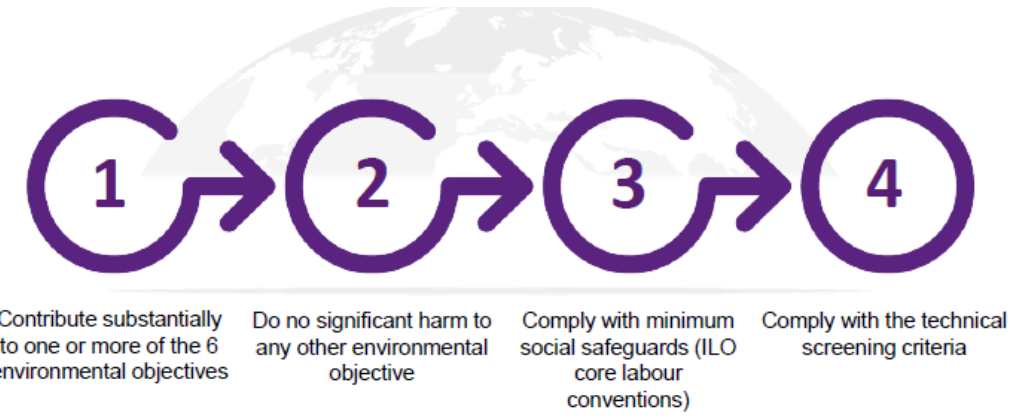 1
2
3
4
Contribute substantially
to one or more of the 6
environmental objectives
Do no significant harm to
any other environmental
objective
Comply with minimum
social safeguards (ILO
core labour
conventions)
Comply with the technical
screening criteria